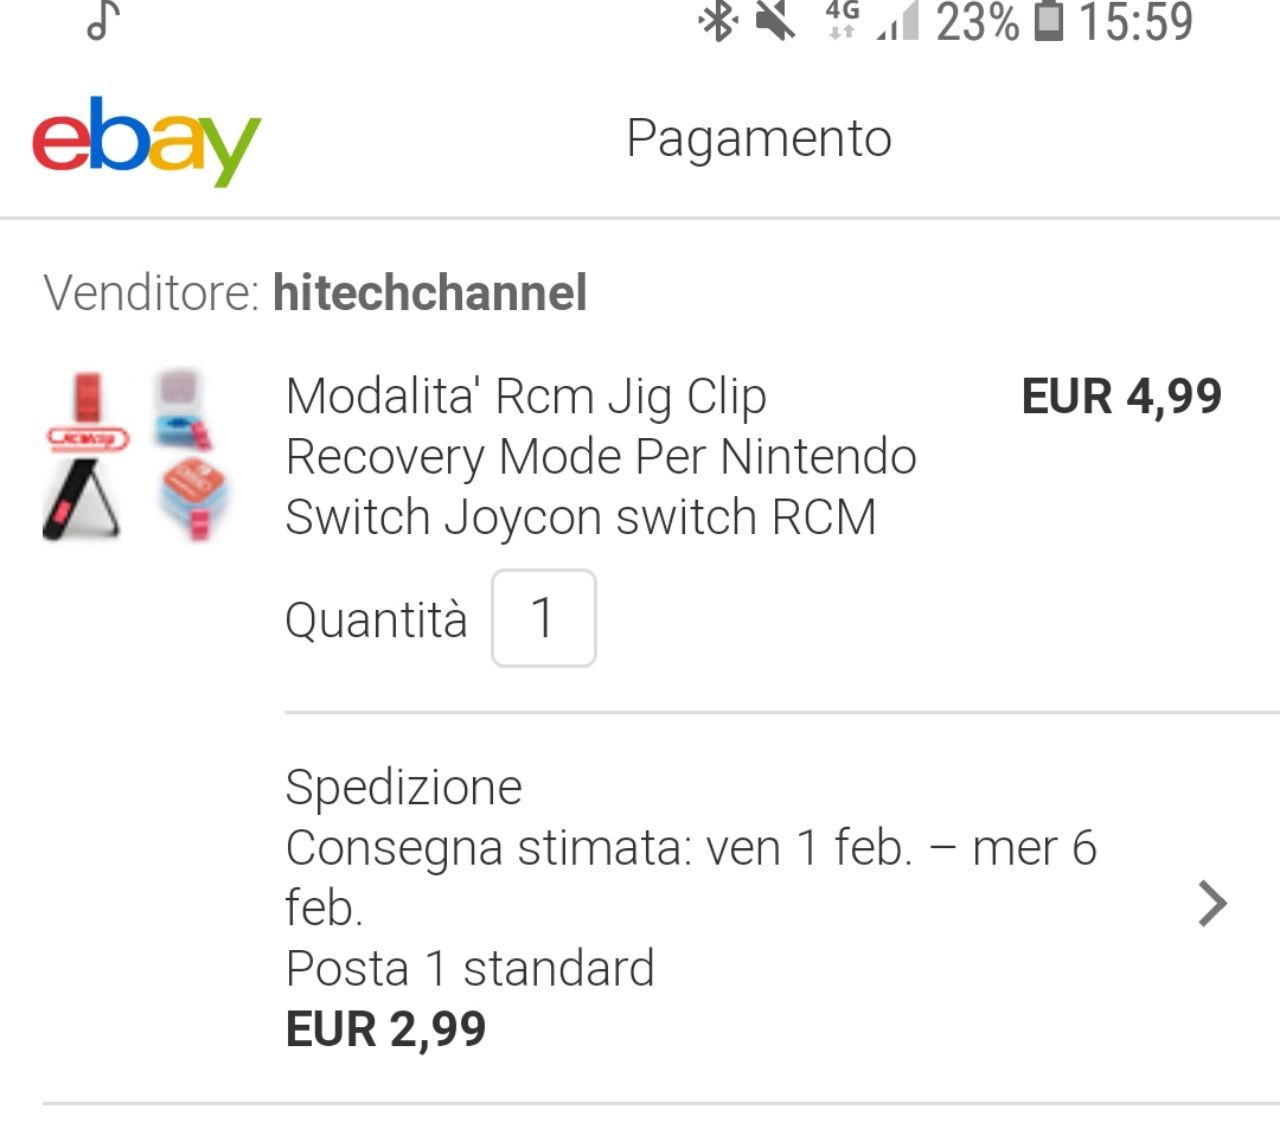 4G 23% 15:59
ebay Pagamento
Venditore: hitechchannel
Modalita' Rcm Jig Clip EUR 4,99
Recovery Mode Per Nintendo
Switch Joycon switch RCM
Quantità 1
Spedizione
Consegna stimata: ven 1 feb. – mer 6
feb.
Posta 1 standard
EUR 2,99